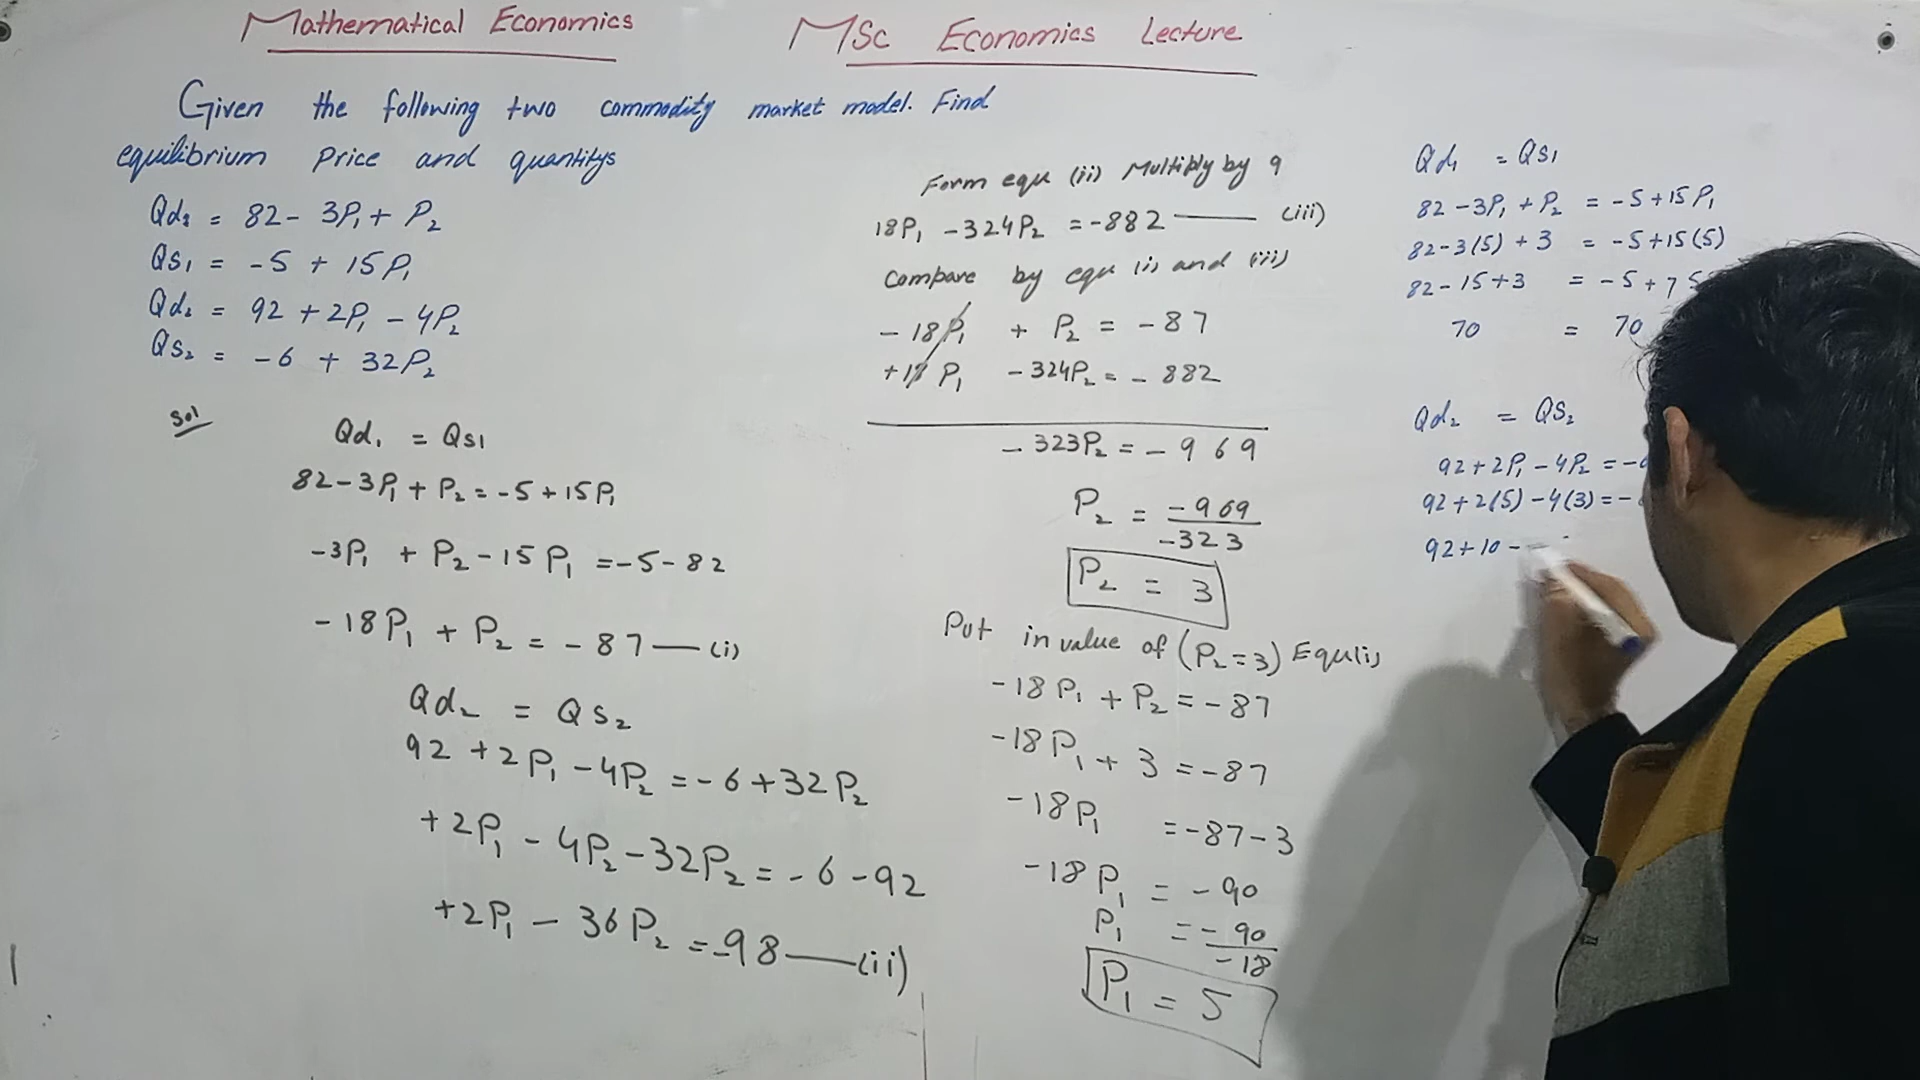 Mathematical Economics
MSc Economics Lecture
Given the following two commodity market model. Find
equilibrium Price and quantitys
Qd₁ = 82 - 3P₁ + P₂
Qs₁ = -5 + 15P₁
Qd₂ = 92 + 2P₁ - 4P₂
Qs₂ = -6 + 32P₂
Sol
Qd₁ = Qs1
82 - 3P₁ + P₂ = -5 + 15P₁
-3P₁ + P₂ - 15P₁ = -5 - 82
-18P₁ + P₂ = -87 — (i)
Qd₂ = Qs₂
92 + 2P₁ - 4P₂ = -6 + 32P₂
+2P₁ - 4P₂ - 32P₂ = -6 - 92
+2P₁ - 36P₂ = -98 — (ii)
Form equ (ii) Multibly by 9
18P₁ - 324P₂ = -882 — (iii)
Compare by equ (i) and (iii)
-18P₁ + P₂ = -87
+18P₁ - 324P₂ = -882
-323P₂ = -969
P₂ = -969
-323
P₂ = 3
Put in value of (P₂=3) Equ(i)
-18P₁ + P₂ = -87
-18P₁ + 3 = -87
-18P₁ = -87-3
-18P₁ = -90
P₁ = -90
-18
P₁ = 5
Qd₁ = QS₁
82 - 3P₁ + P₂ = -5 + 15P₁
82 - 3(5) + 3 = -5 + 15(5)
82 - 15 + 3 = -5 + 75
70 = 70
Qd₂ = QS₂
92 + 2P₁ - 4P₂ = -6
92 + 2(5) - 4(3) = -
92 + 10 -